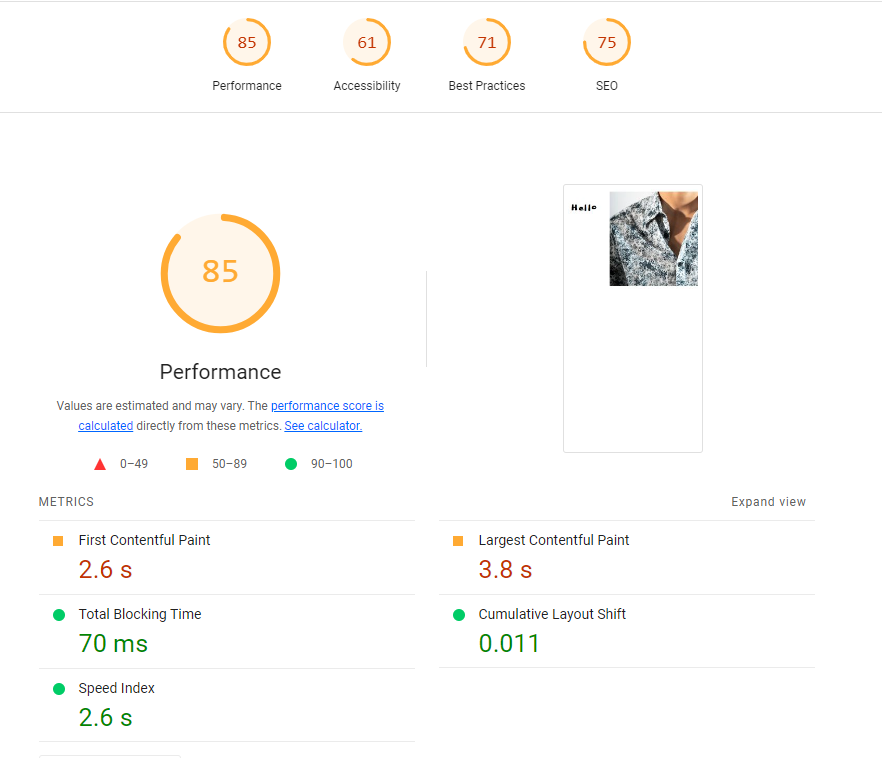 85 61 71 75
Performance Accessibility Best Practices SEO
Hello
85
Performance
Values are estimated and may vary. The performance score is
calculated directly from these metrics. See calculator.
0–49 50–89 90–100
METRICS Expand view
First Contentful Paint Largest Contentful Paint
2.6 s 3.8 s
Total Blocking Time Cumulative Layout Shift
70 ms 0.011
Speed Index
2.6 s